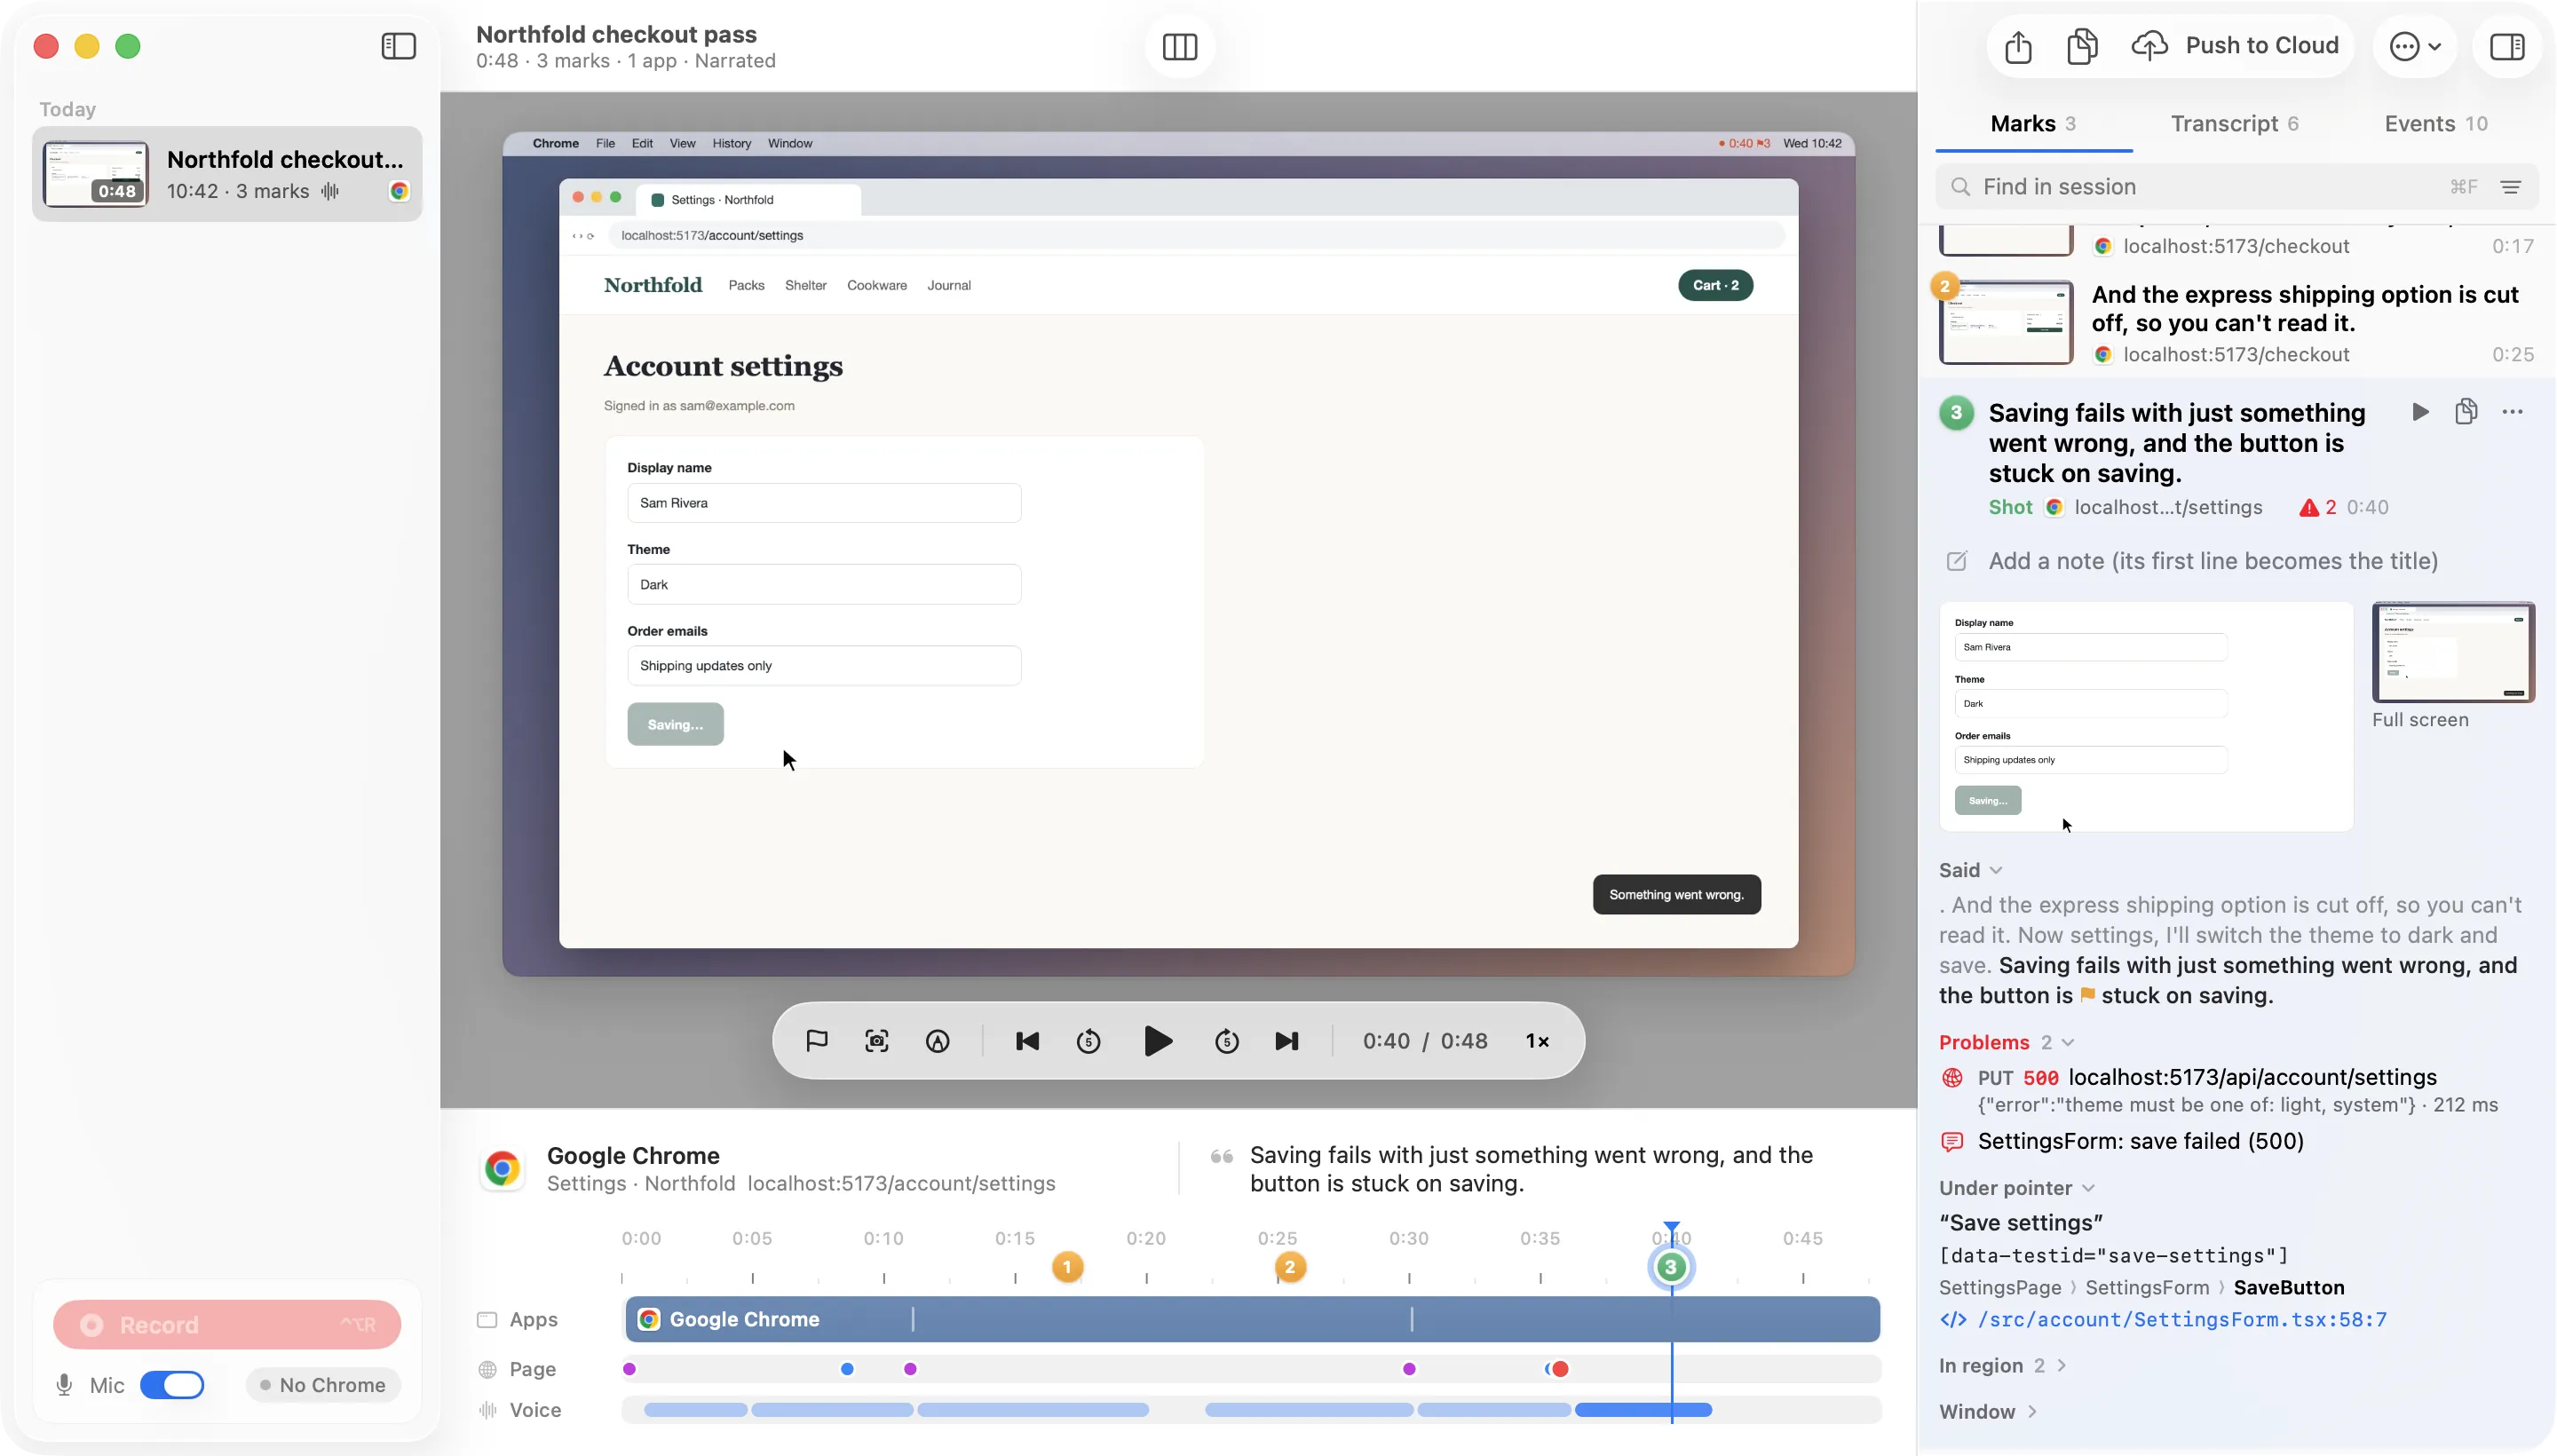 Today
Northfold checkout...
10:42 · 3 marks
0:48
Record ⌃⌥R
Mic
No Chrome
Northfold checkout pass
0:48 · 3 marks · 1 app · Narrated
Chrome File Edit View History Window
0:40 3 Wed 10:42
Settings · Northfold
localhost:5173/account/settings
Northfold Packs Shelter Cookware Journal
Cart · 2
Account settings
Signed in as sam@example.com
Display name
Sam Rivera
Theme
Dark
Order emails
Shipping updates only
Saving...
Something went wrong.
5
5
0:40 / 0:48
1×
Google Chrome
Settings · Northfold localhost:5173/account/settings
Saving fails with just something went wrong, and the
button is stuck on saving.
0:00 0:05 0:10 0:15 0:20 0:25 0:30 0:35 0:40 0:45
1 2 3
Apps
Google Chrome
Page
Voice
Push to Cloud
Marks 3
Transcript 6
Events 10
Find in session ⌘F
localhost:5173/checkout 0:17
2
And the express shipping option is cut
off, so you can't read it.
localhost:5173/checkout 0:25
3
Saving fails with just something
went wrong, and the button is
stuck on saving.
Shot localhost...t/settings 2 0:40
Add a note (its first line becomes the title)
Display name
Sam Rivera
Theme
Dark
Order emails
Shipping updates only
Saving...
Full screen
Said
. And the express shipping option is cut off, so you can't
read it. Now settings, I'll switch the theme to dark and
save. Saving fails with just something went wrong, and
the button is stuck on saving.
Problems 2
PUT 500 localhost:5173/api/account/settings
{"error":"theme must be one of: light, system"} · 212 ms
SettingsForm: save failed (500)
Under pointer
“Save settings”
[data-testid="save-settings"]
SettingsPage › SettingsForm › SaveButton
</> /src/account/SettingsForm.tsx:58:7
In region 2
Window